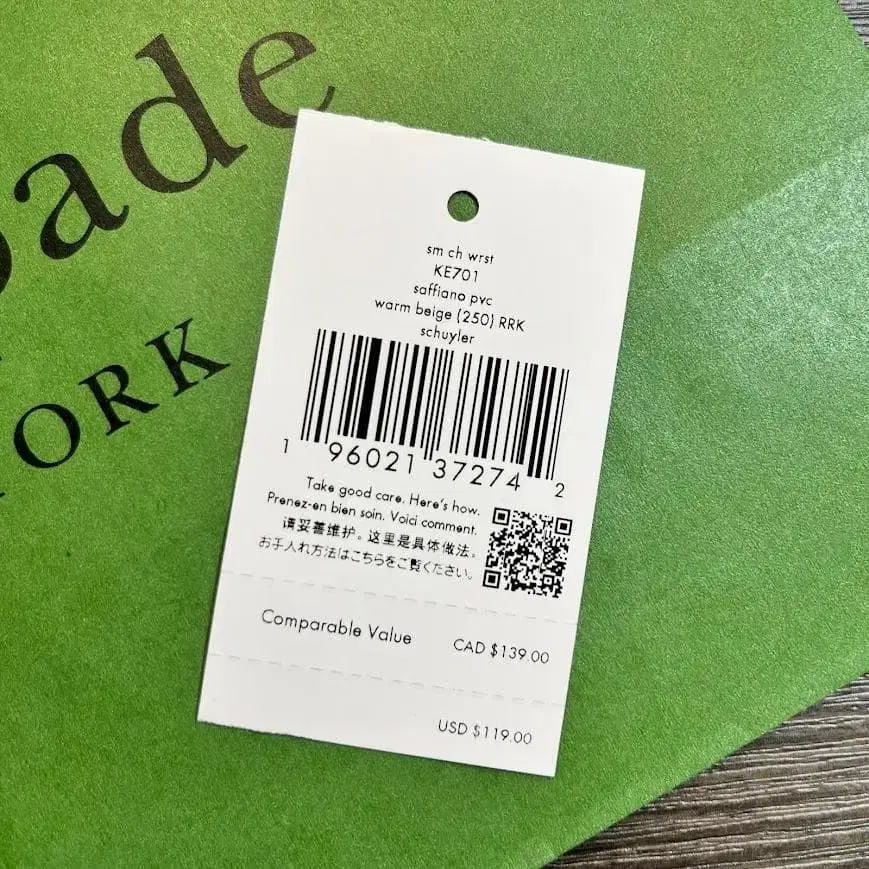 pade
YORK
sm ch wrst
KE701
saffiano pvc
warm beige (250) RRK
schuyler
1 96021 37274 2
Take good care. Here's how.
Prenez-en bien soin. Voici comment.
请妥善维护。这里是具体做法。
お手入れ方法はこちらをご覧ください。
Comparable Value CAD $139.00
USD $119.00